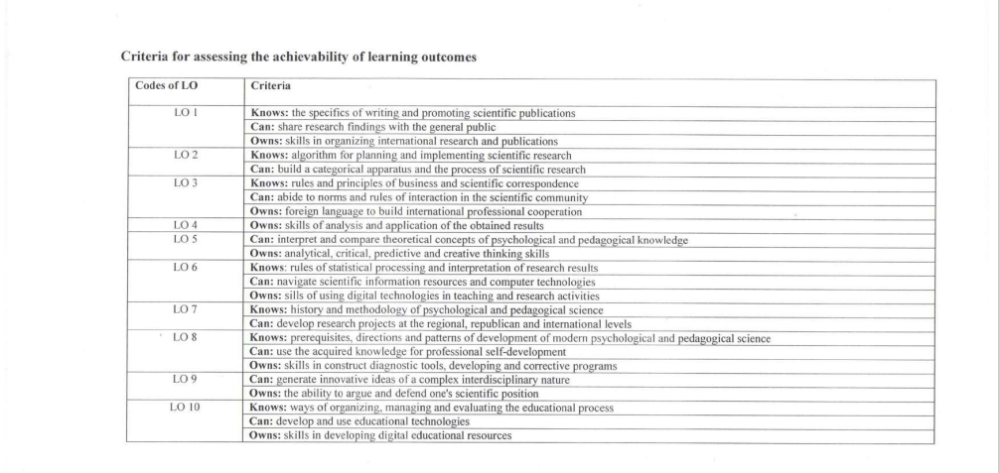 Criteria for assessing the achievability of learning outcomes
Codes of LO Criteria
LO 1 Knows: the specifics of writing and promoting scientific publications
Can: share research findings with the general public
Owns: skills in organizing international research and publications
LO 2 Knows: algorithm for planning and implementing scientific research
Can: build a categorical apparatus and the process of scientific research
LO 3 Knows: rules and principles of business and scientific correspondence
Can: abide to norms and rules of interaction in the scientific community
Owns: foreign language to build international professional cooperation
LO 4 Owns: skills of analysis and application of the obtained results
LO 5 Can: interpret and compare theoretical concepts of psychological and pedagogical knowledge
Owns: analytical, critical, predictive and creative thinking skills
LO 6 Knows: rules of statistical processing and interpretation of research results
Can: navigate scientific information resources and computer technologies
Owns: sills of using digital technologies in teaching and research activities
LO 7 Knows: history and methodology of psychological and pedagogical science
Can: develop research projects at the regional, republican and international levels
LO 8 Knows: prerequisites, directions and patterns of development of modern psychological and pedagogical science
Can: use the acquired knowledge for professional self-development
Owns: skills in construct diagnostic tools, developing and corrective programs
LO 9 Can: generate innovative ideas of a complex interdisciplinary nature
Owns: the ability to argue and defend one's scientific position
LO 10 Knows: ways of organizing, managing and evaluating the educational process
Can: develop and use educational technologies
Owns: skills in developing digital educational resources